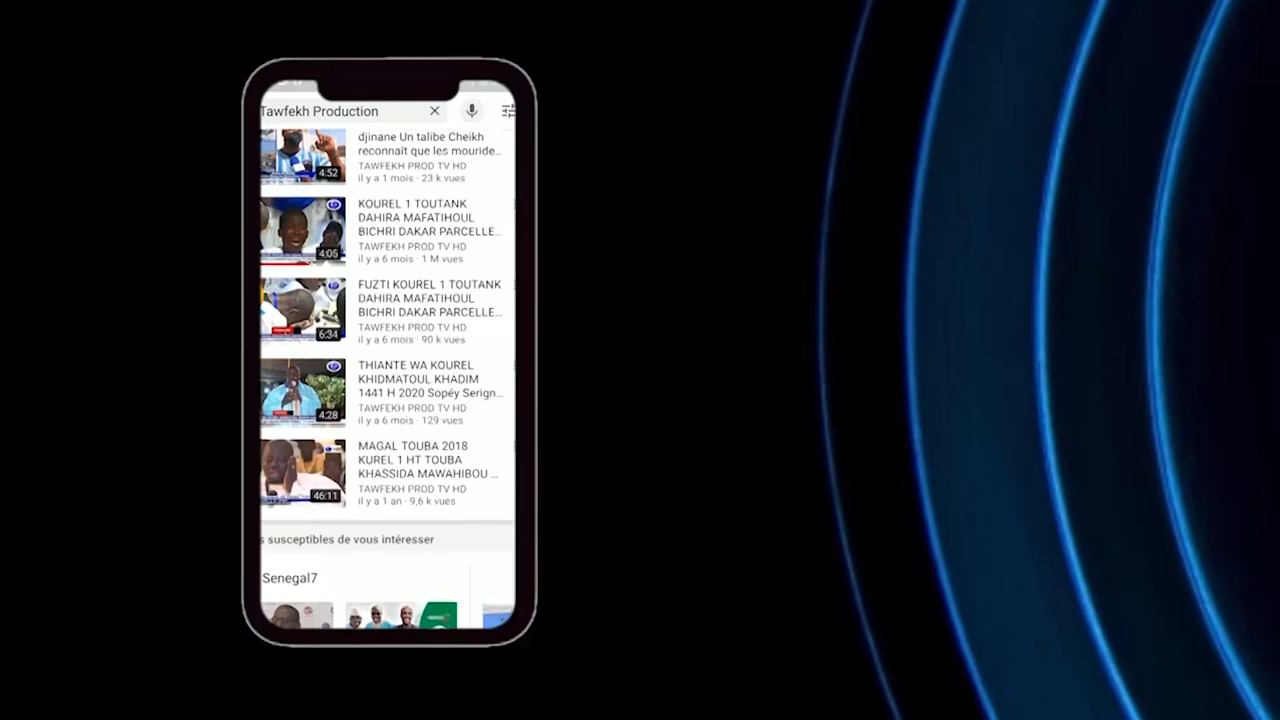 Tawfekh Production
djinane Un talibe Cheikh
reconnaît que les mouride...
TAWFEKH PROD TV HD
il y a 1 mois · 23 k vues
4:52
KOUREL 1 TOUTANK
DAHIRA MAFATIHOUL
BICHRI DAKAR PARCELLE...
TAWFEKH PROD TV HD
il y a 6 mois · 1 M vues
4:05
FUZTI KOUREL 1 TOUTANK
DAHIRA MAFATIHOUL
BICHRI DAKAR PARCELLE...
TAWFEKH PROD TV HD
il y a 6 mois · 90 k vues
6:34
THIANTE WA KOUREL
KHIDMATOUL KHADIM
1441 H 2020 Sopéy Serign...
TAWFEKH PROD TV HD
il y a 6 mois · 129 vues
4:28
MAGAL TOUBA 2018
KUREL 1 HT TOUBA
KHASSIDA MAWAHIBOU ...
TAWFEKH PROD TV HD
il y a 1 an · 9,6 k vues
46:11
s susceptibles de vous intéresser
Senegal7